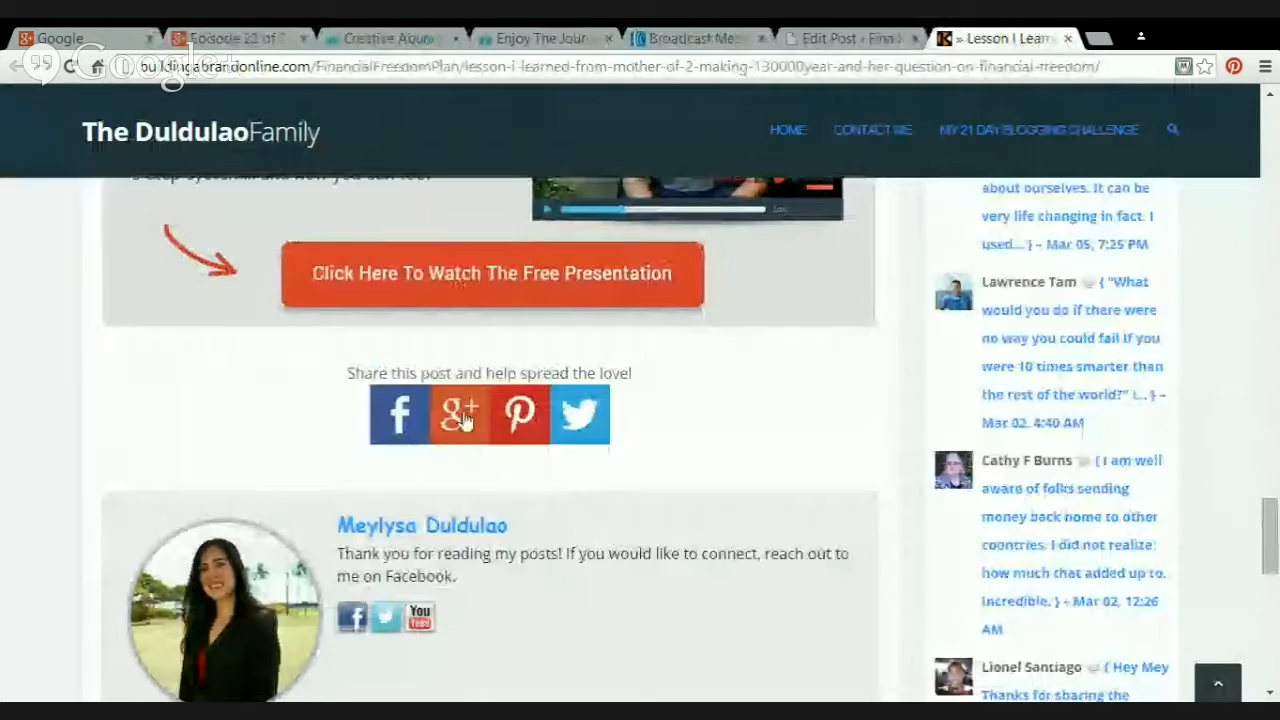 Google
Episode 22 of
Creative Abun
Enjoy The Jour
Broadcast Me
Edit Post ‹ Fina
» Lesson I Lear
Google+
buildingabrandonline.com/FinancialFreedomPlan/lesson-i-learned-from-mother-of-2-making-130000year-and-her-question-on-financial-freedom/
The DuldulaoFamily
HOME
CONTACT ME
MY 21 DAY BLOGGING CHALLENGE
Click Here To Watch The Free Presentation
Share this post and help spread the love!
f g+ P
Meylysa Duldulao
Thank you for reading my posts! If you would like to connect, reach out to
me on Facebook.
f You Tube
about ourselves. It can be
very life changing in fact. I
used... } – Mar 05, 7:25 PM
Lawrence Tam { "What
would you do if there were
no way you could fail if you
were 10 times smarter than
the rest of the world?" (... } –
Mar 02, 4:40 AM
Cathy F Burns { I am well
aware of folks sending
money back home to other
countries. I did not realize
how much that added up to.
Incredible. } – Mar 02, 12:26
AM
Lionel Santiago { Hey Mey
Thanks for sharing the